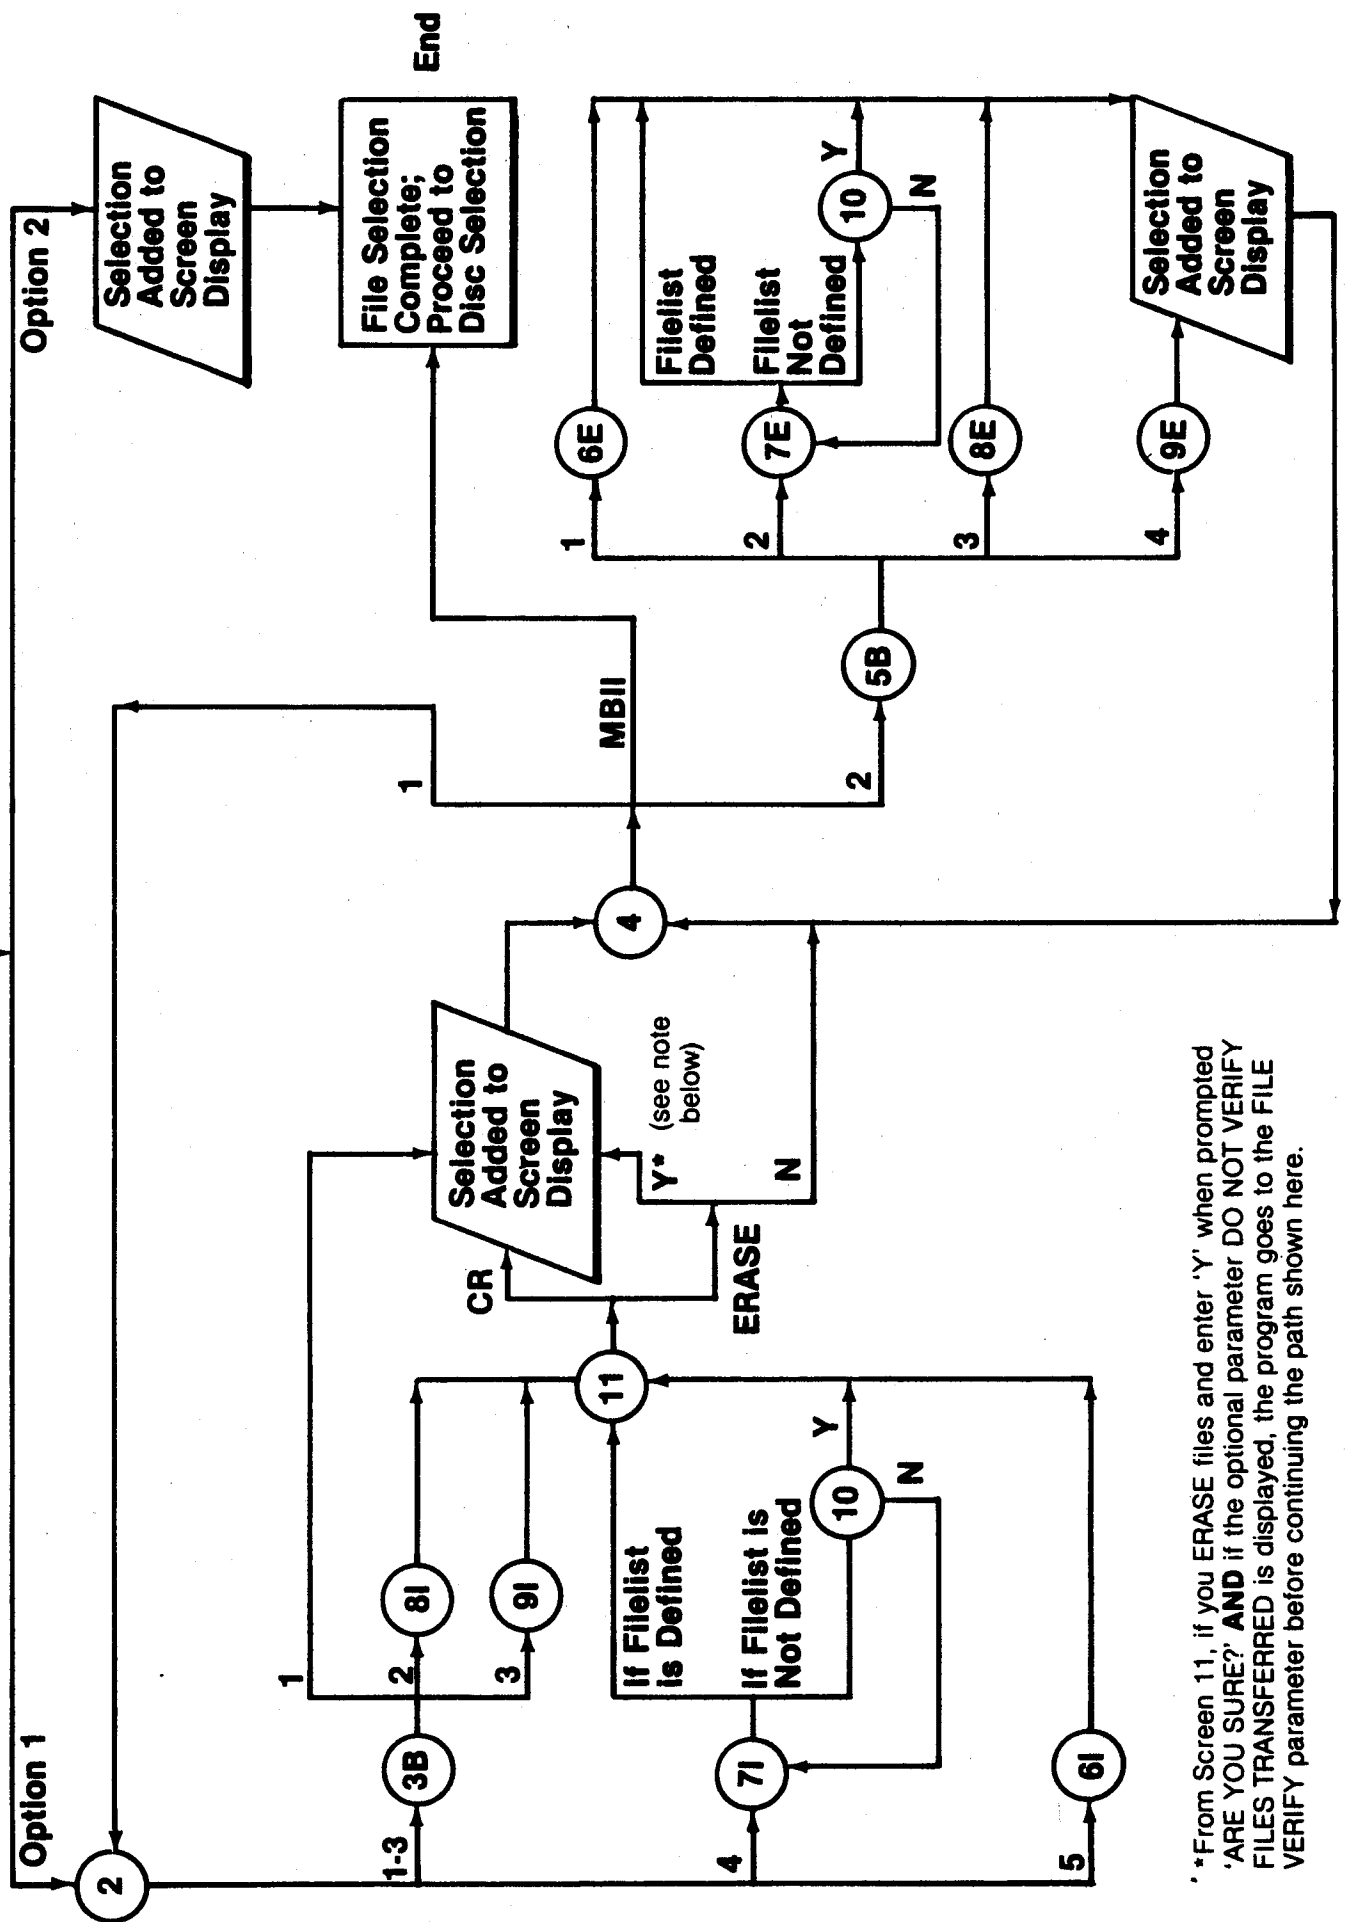 Option 1
Option 2
2
1-3
4
5
3B
7I
6I
1
2
3
8I
9I
If Filelist
is Defined
If Filelist is
Not Defined
10
Y
N
11
CR
ERASE
Selection
Added to
Screen
Display
Y*
(see note
below)
N
4
1
MBII
2
5B
1
2
3
4
6E
7E
8E
9E
Filelist
Defined
Filelist
Not
Defined
10
Y
N
Selection
Added to
Screen
Display
Selection
Added to
Screen
Display
File Selection
Complete;
Proceed to
Disc Selection
End
*From Screen 11, if you ERASE files and enter 'Y' when prompted
'ARE YOU SURE?' AND if the optional parameter DO NOT VERIFY
FILES TRANSFERRED is displayed, the program goes to the FILE
VERIFY parameter before continuing the path shown here.